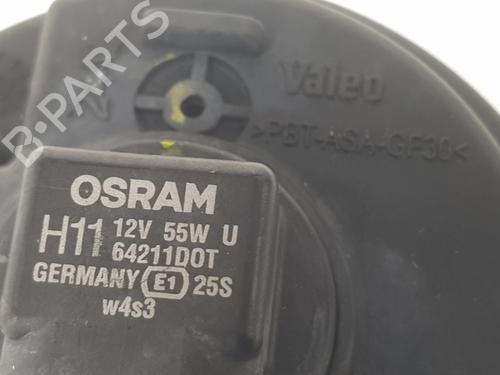 Valeo
>PBT-ASA-GF30<
B-PARTS
OSRAM
H11 12V 55W U
64211DOT
GERMANY E1 25S
w4s3